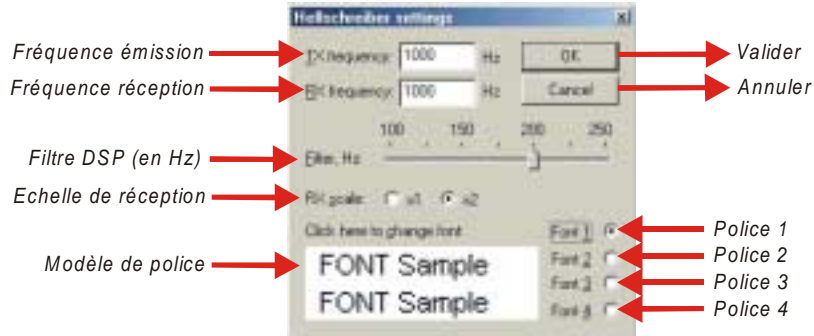 Hellschreiber settings
Fréquence émission TX frequency: 1000 Hz OK Valider
Fréquence réception RX frequency: 1000 Hz Cancel Annuler
100 150 200 250
Filtre DSP (en Hz) Filter, Hz
Echelle de réception RX scale: x1 x2
Click here to change font Font 1 Police 1
Modèle de police FONT Sample Font 2 Police 2
FONT Sample Font 3 Police 3
Font 4 Police 4